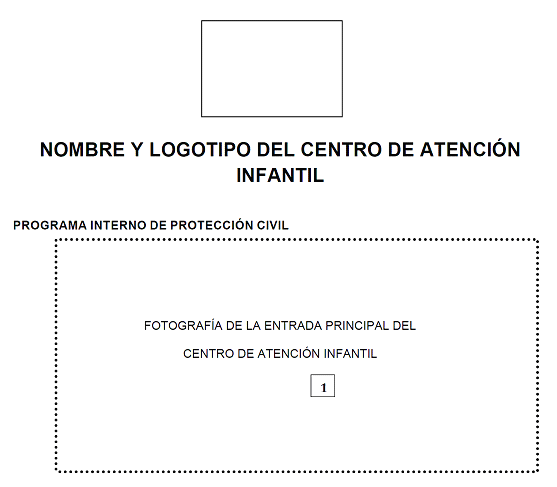 NOMBRE Y LOGOTIPO DEL CENTRO DE ATENCIÓN
INFANTIL
PROGRAMA INTERNO DE PROTECCIÓN CIVIL
FOTOGRAFÍA DE LA ENTRADA PRINCIPAL DEL
CENTRO DE ATENCIÓN INFANTIL
1